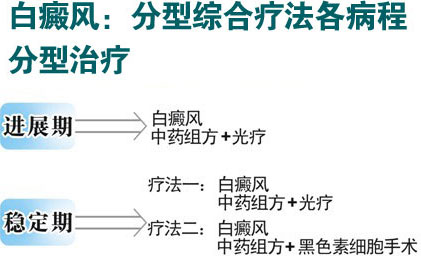 白癜风：分型综合疗法各病程
分型治疗
进展期
白癜风
中药组方+光疗
稳定期
疗法一：白癜风
中药组方+光疗
疗法二：白癜风
中药组方+黑色素细胞手术